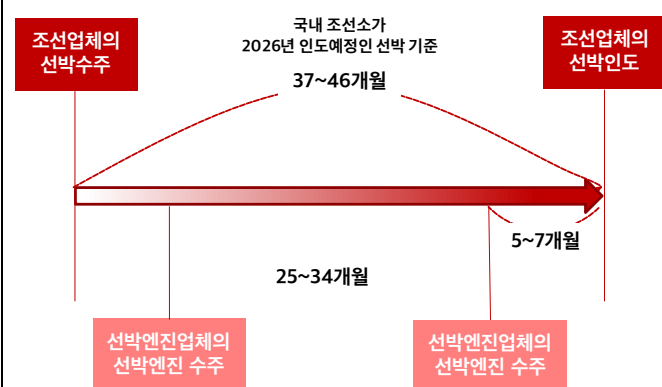 조선업체의
선박수주
국내 조선소가
2026년 인도예정인 선박 기준
37~46개월
조선업체의
선박인도
5~7개월
25~34개월
선박엔진업체의
선박엔진 수주
선박엔진업체의
선박엔진 수주